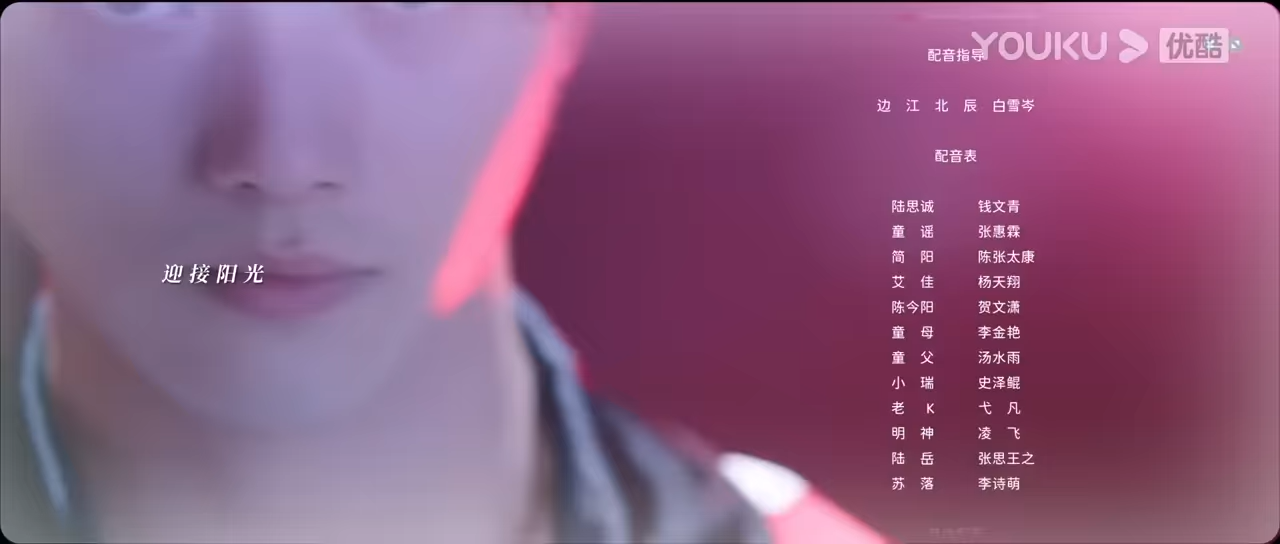 YOUKU 优酷
配音指导
边 江 北 辰 白雪岑
配音表
陆思诚 钱文青
童 谣 张惠霖
简 阳 陈张太康
艾 佳 杨天翔
迎接阳光
陈今阳 贺文潇
童 母 李金艳
童 父 汤水雨
小 瑞 史泽鲲
老 K 弋 凡
明 神 凌 飞
陆 岳 张思王之
苏 落 李诗萌